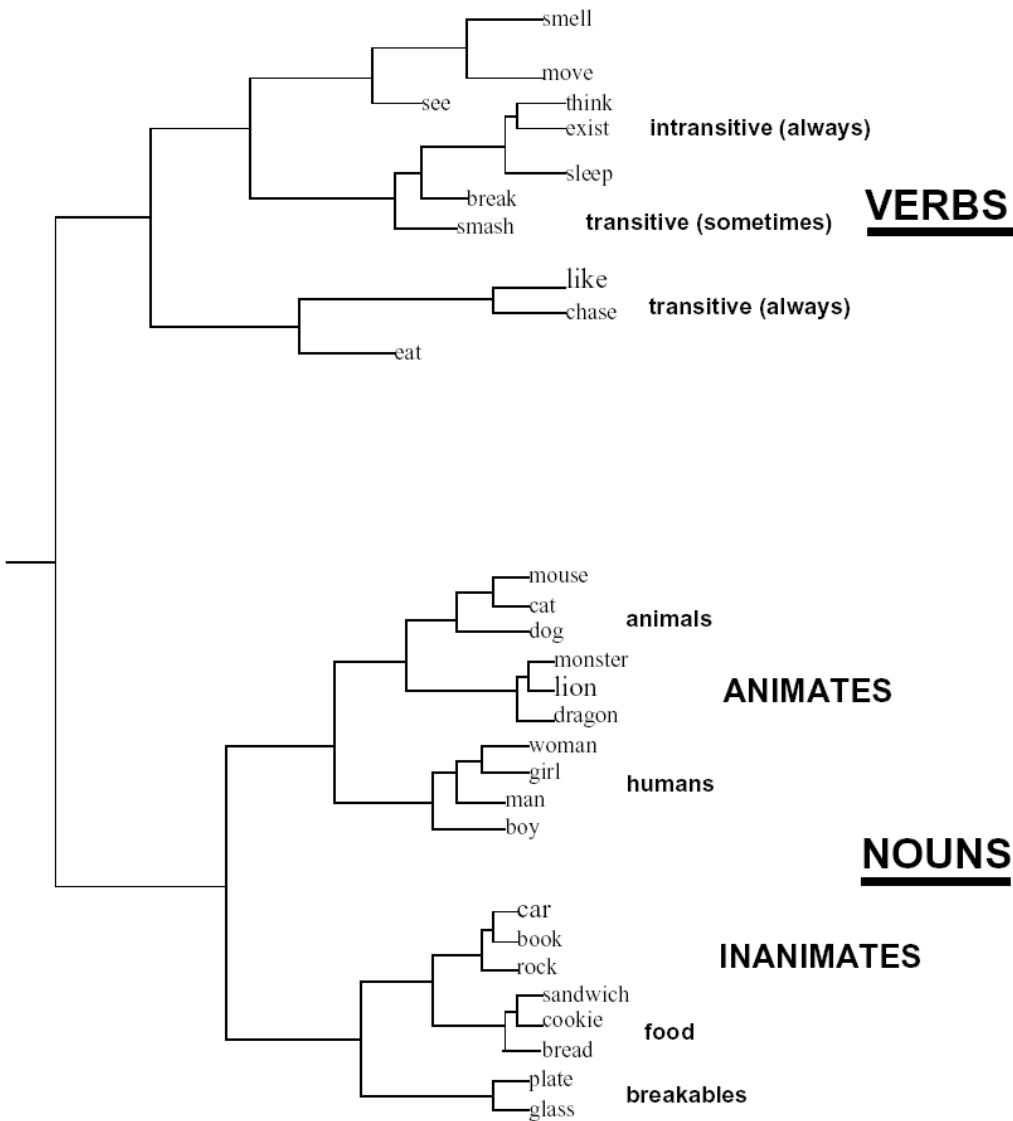 smell
move
see
think
exist
intransitive (always)
sleep
break
VERBS
smash
transitive (sometimes)
like
chase
transitive (always)
eat
mouse
cat
animals
dog
monster
lion
ANIMATES
dragon
woman
girl
humans
man
boy
NOUNS
car
book
INANIMATES
rock
sandwich
cookie
food
bread
plate
breakables
glass